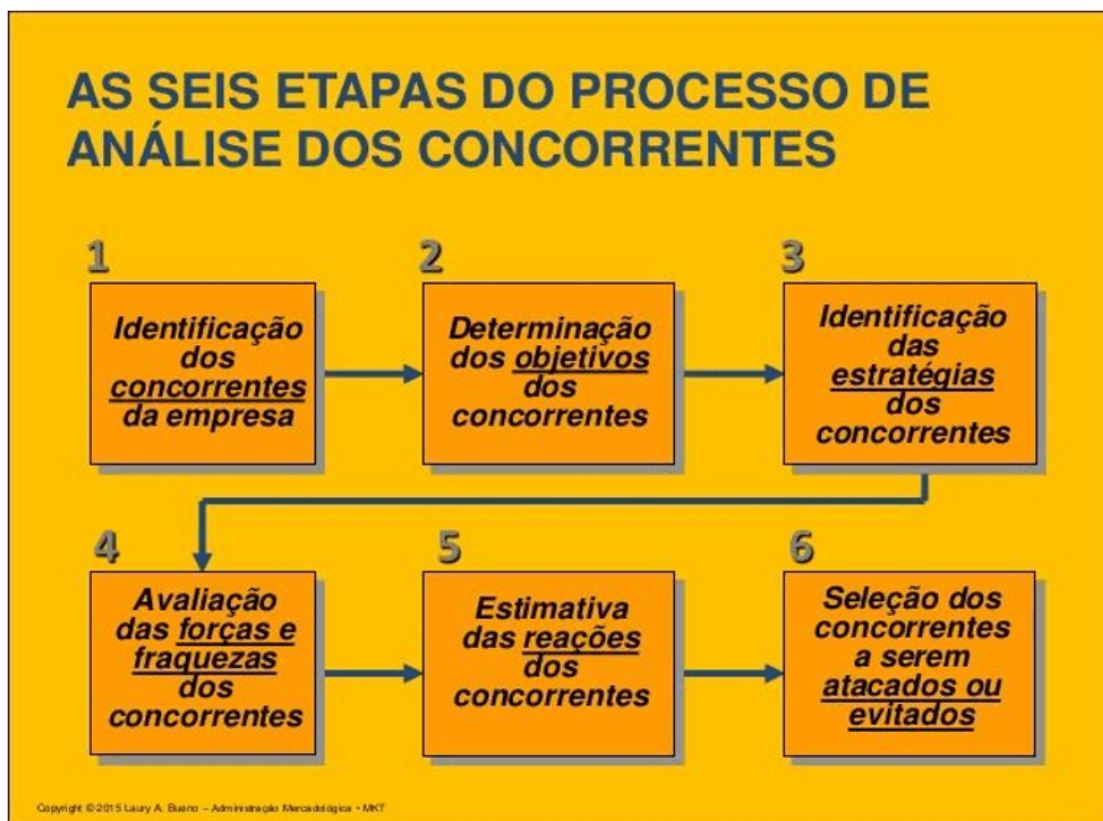 AS SEIS ETAPAS DO PROCESSO DE
ANÁLISE DOS CONCORRENTES
1
Identificação
dos
concorrentes
da empresa
2
Determinação
dos objetivos
dos
concorrentes
3
Identificação
das
estratégias
dos
concorrentes
4
Avaliação
das forças e
fraquezas
dos
concorrentes
5
Estimativa
das reações
dos
concorrentes
6
Seleção dos
concorrentes
a serem
atacados ou
evitados
Copyright © 2015 Laury A. Bueno – Administração Mercadológica • MKT